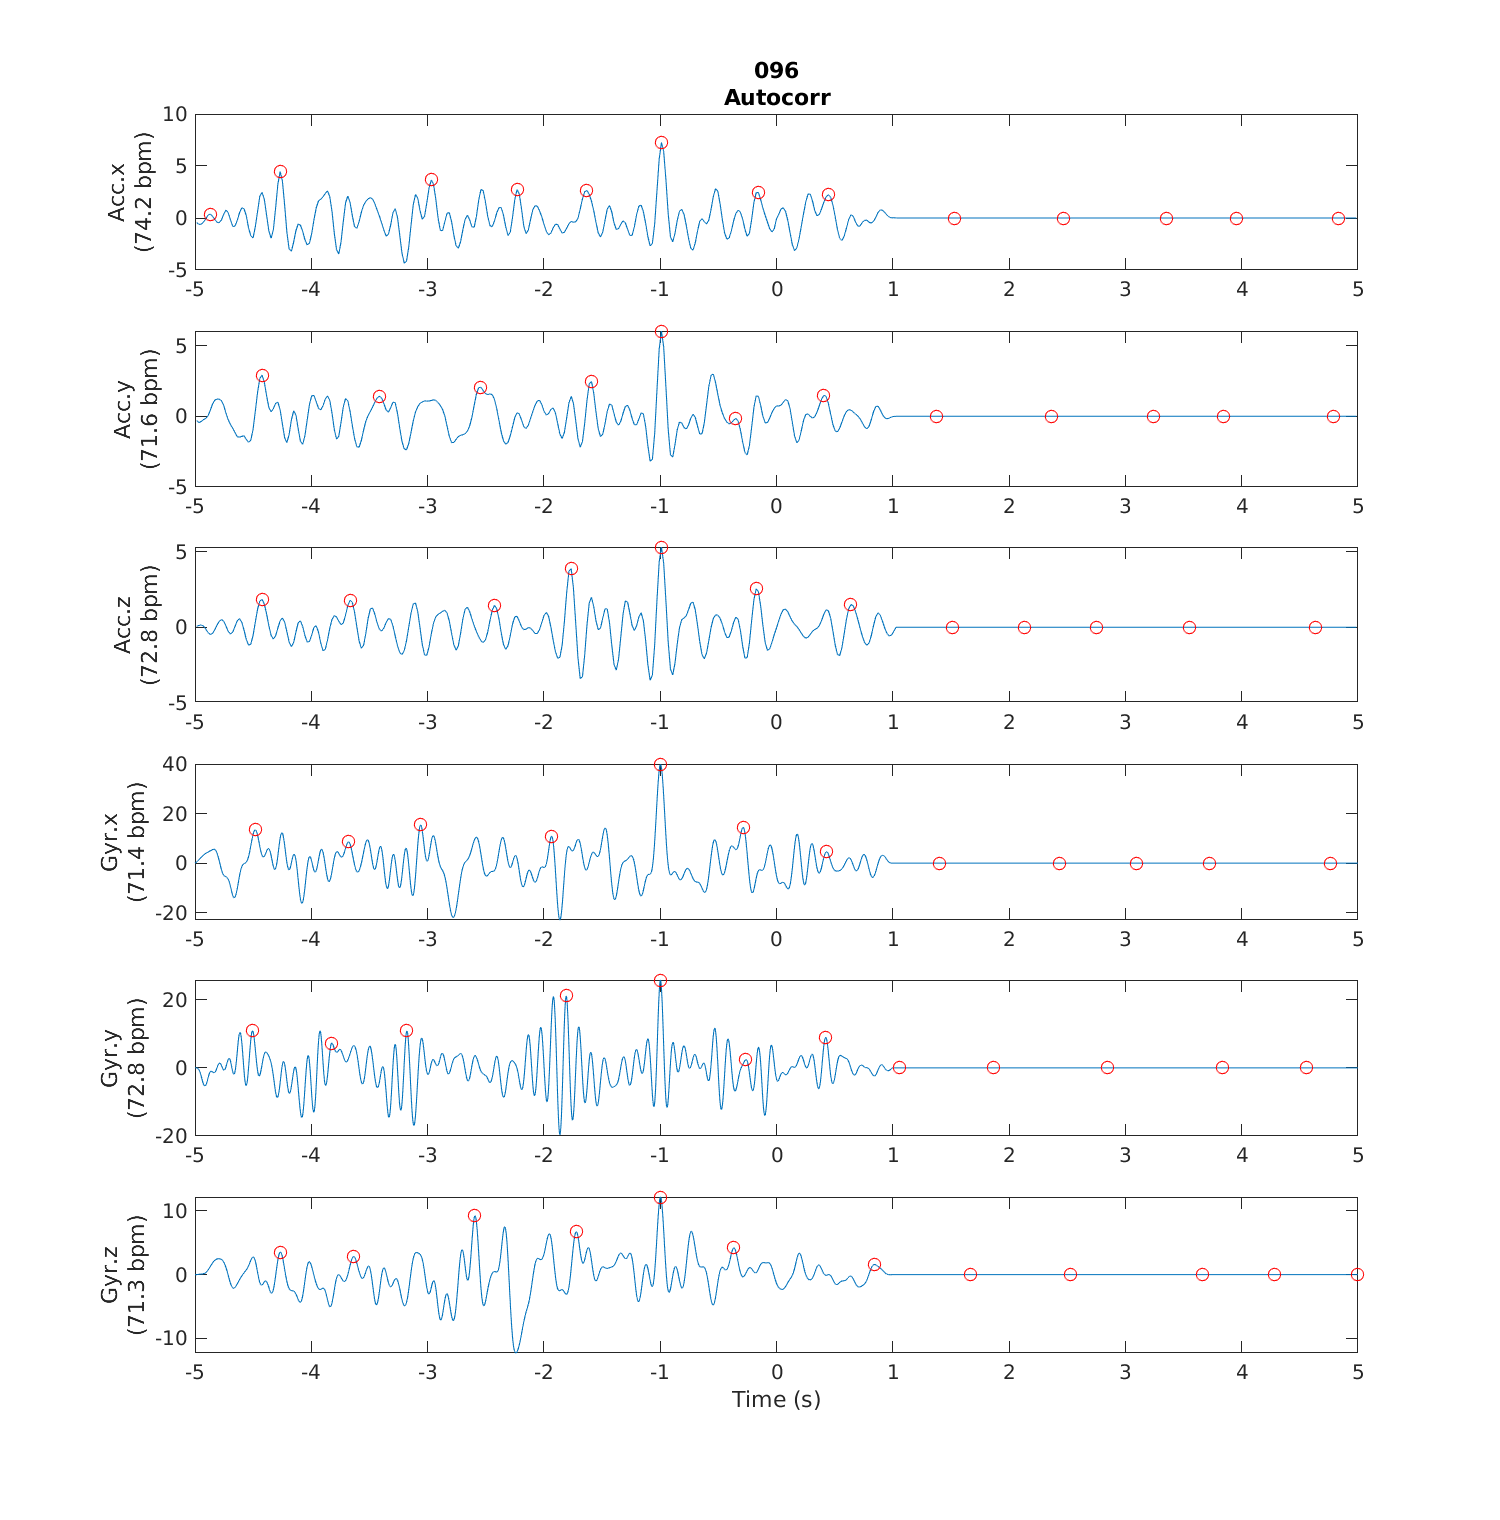 096
Autocorr
Acc.x
(74.2 bpm)
10
5
0
-5
-5 -4 -3 -2 -1 0 1 2 3 4 5
Acc.y
(71.6 bpm)
5
0
-5
-5 -4 -3 -2 -1 0 1 2 3 4 5
Acc.z
(72.8 bpm)
5
0
-5
-5 -4 -3 -2 -1 0 1 2 3 4 5
Gyr.x
(71.4 bpm)
40
20
0
-20
-5 -4 -3 -2 -1 0 1 2 3 4 5
Gyr.y
(72.8 bpm)
20
0
-20
-5 -4 -3 -2 -1 0 1 2 3 4 5
Gyr.z
(71.3 bpm)
10
0
-10
-5 -4 -3 -2 -1 0 1 2 3 4 5
Time (s)